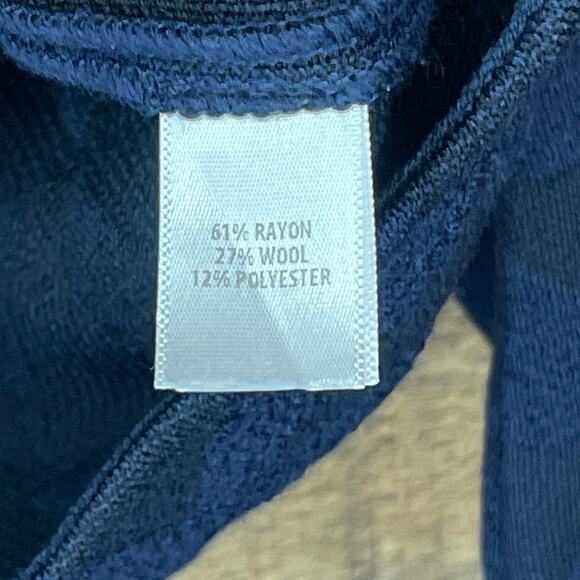 61% RAYON
27% WOOL
12% POLYESTER